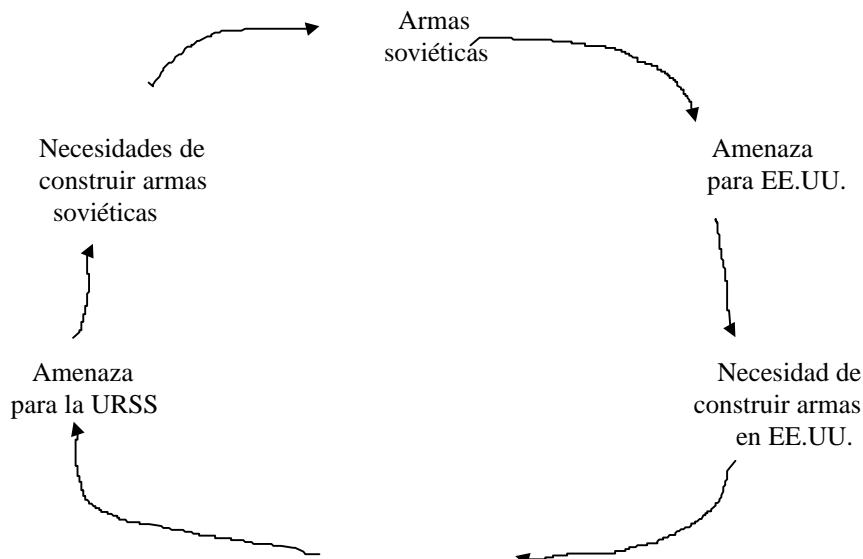 Armas
soviéticas
Necesidades de
construir armas
soviéticas
Amenaza
para EE.UU.
Amenaza
para la URSS
Necesidad de
construir armas
en EE.UU.